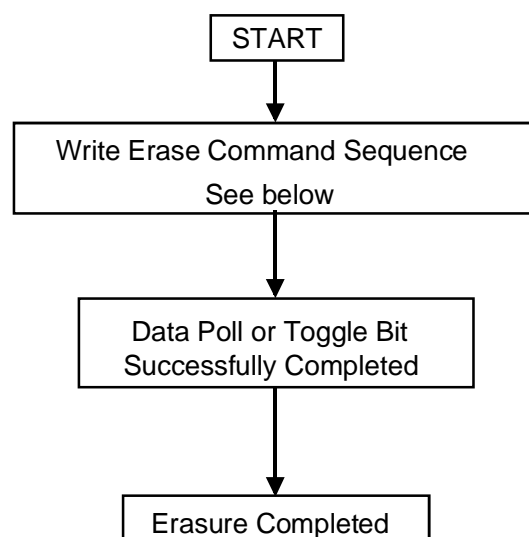 START
Write Erase Command Sequence
See below
Data Poll or Toggle Bit
Successfully Completed
Erasure Completed